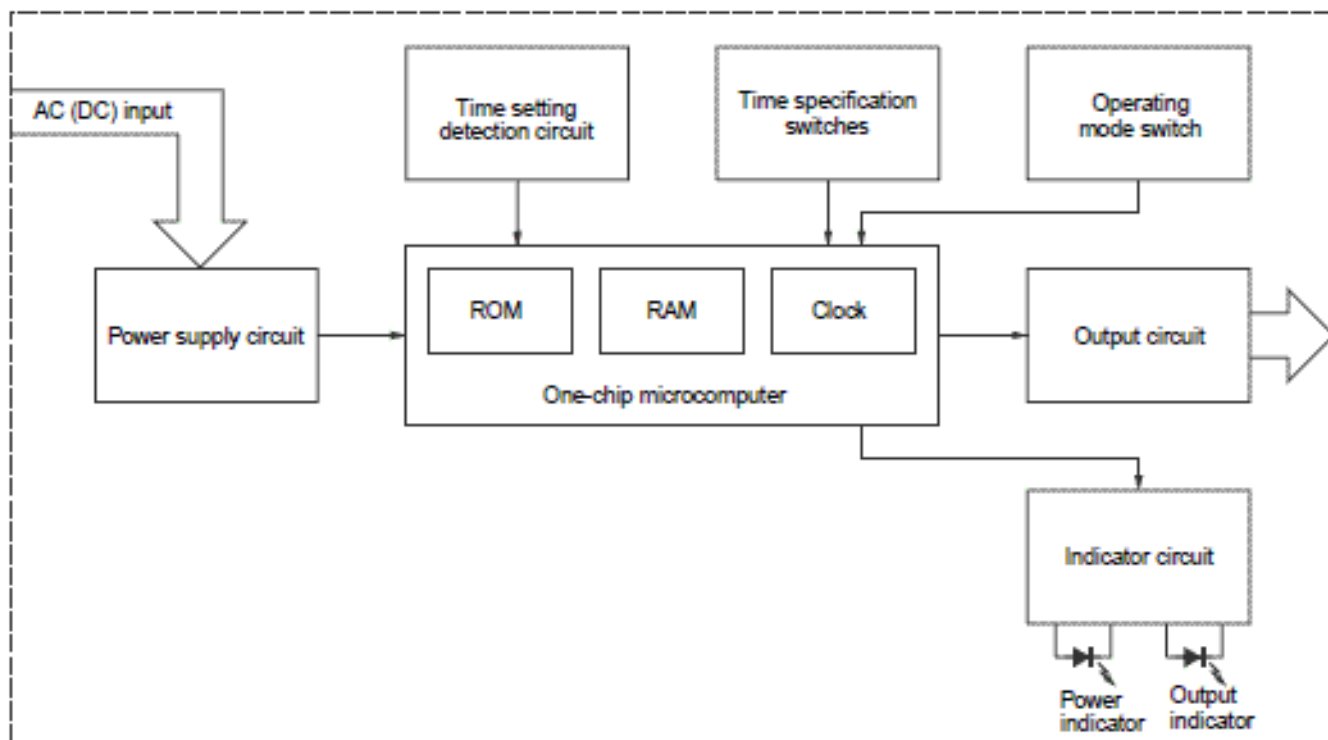 AC (DC) input
Time setting
detection circuit
Time specification
switches
Operating
mode switch
Power supply circuit
ROM
RAM
Clock
One-chip microcomputer
Output circuit
Indicator circuit
Power
indicator
Output
indicator